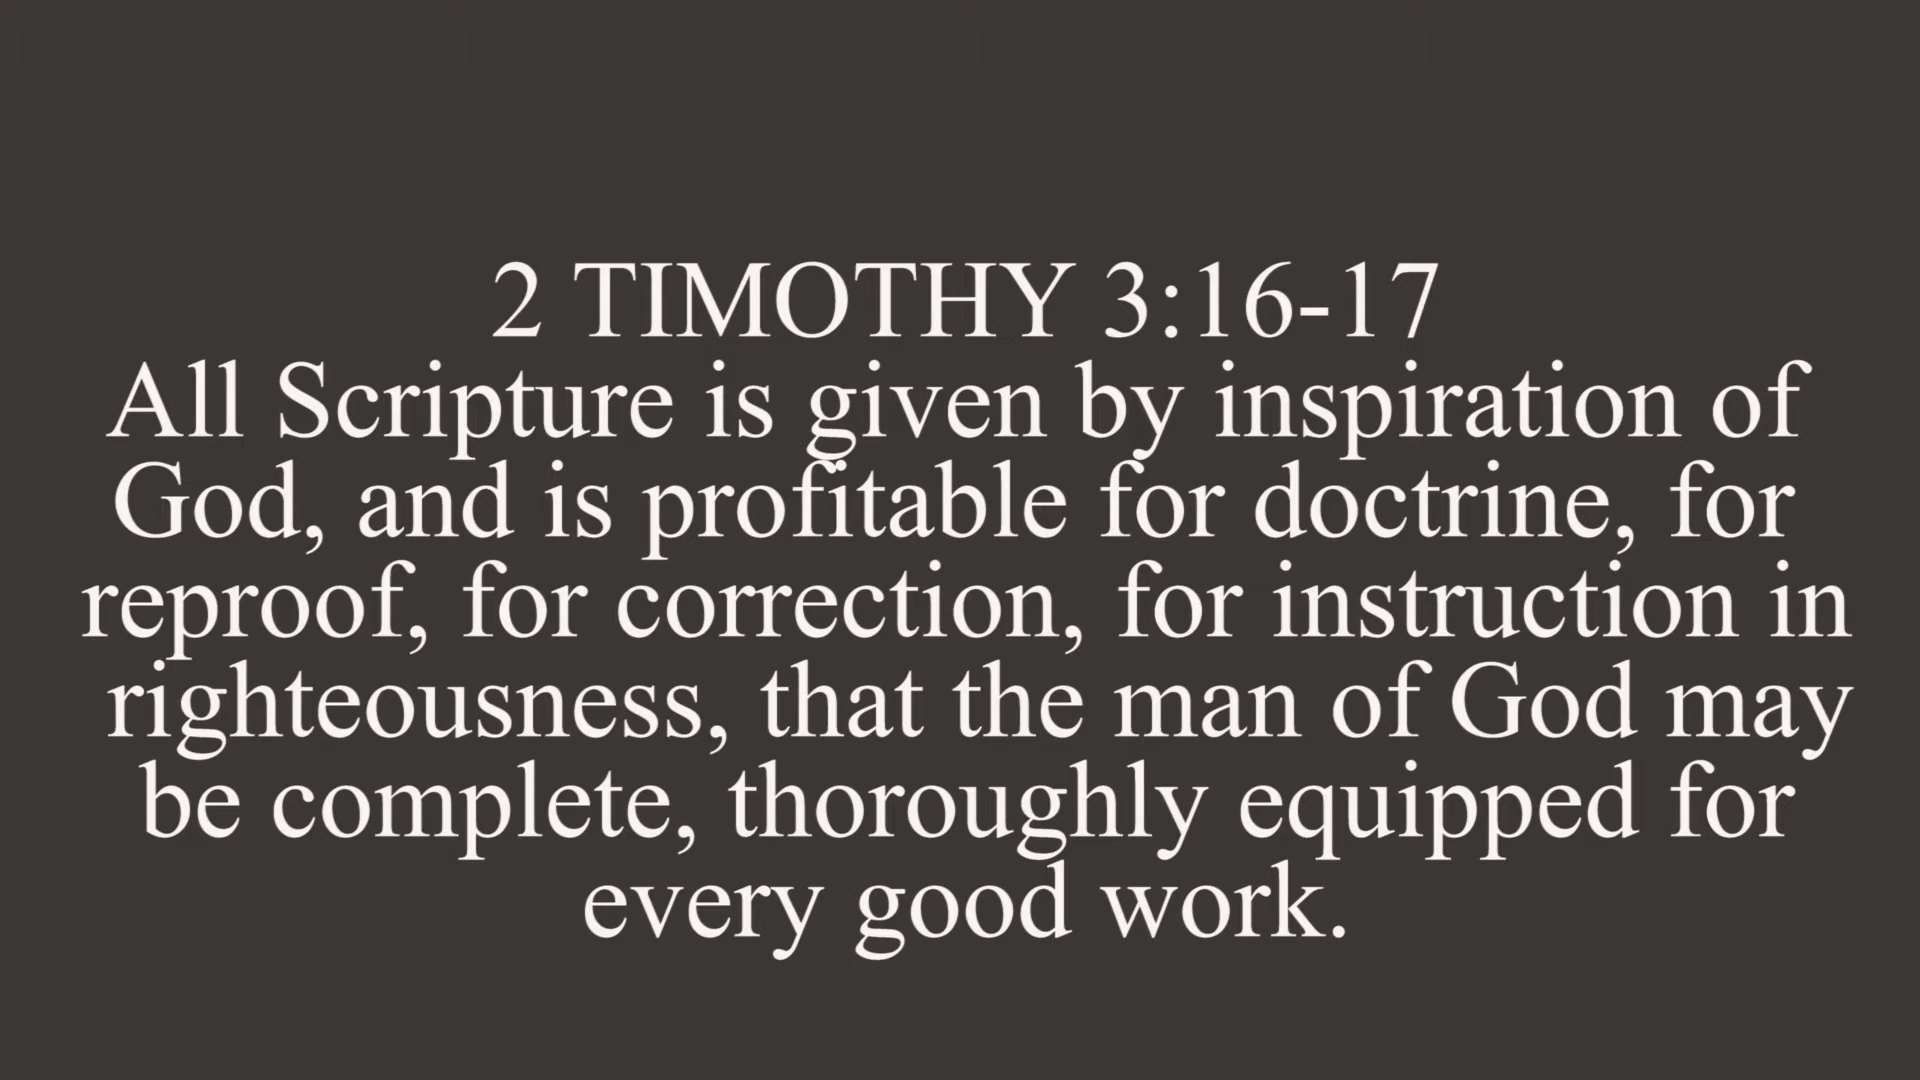 2 TIMOTHY 3:16-17
All Scripture is given by inspiration of
God, and is profitable for doctrine, for
reproof, for correction, for instruction in
righteousness, that the man of God may
be complete, thoroughly equipped for
every good work.